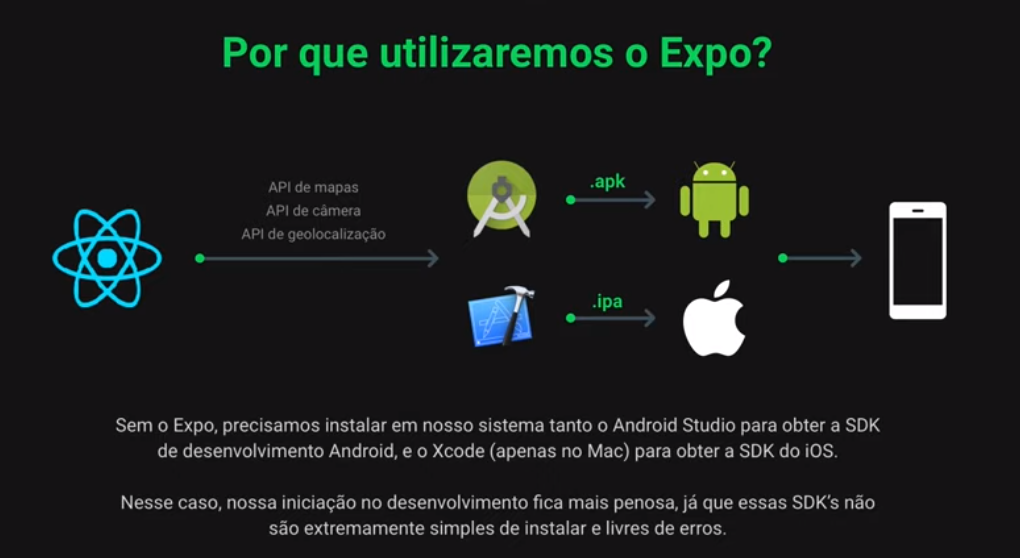 Por que utilizaremos o Expo?
API de mapas
API de câmera
API de geolocalização
.apk
.ipa
Sem o Expo, precisamos instalar em nosso sistema tanto o Android Studio para obter a SDK
de desenvolvimento Android, e o Xcode (apenas no Mac) para obter a SDK do iOS.
Nesse caso, nossa iniciação no desenvolvimento fica mais penosa, já que essas SDK's não
são extremamente simples de instalar e livres de erros.